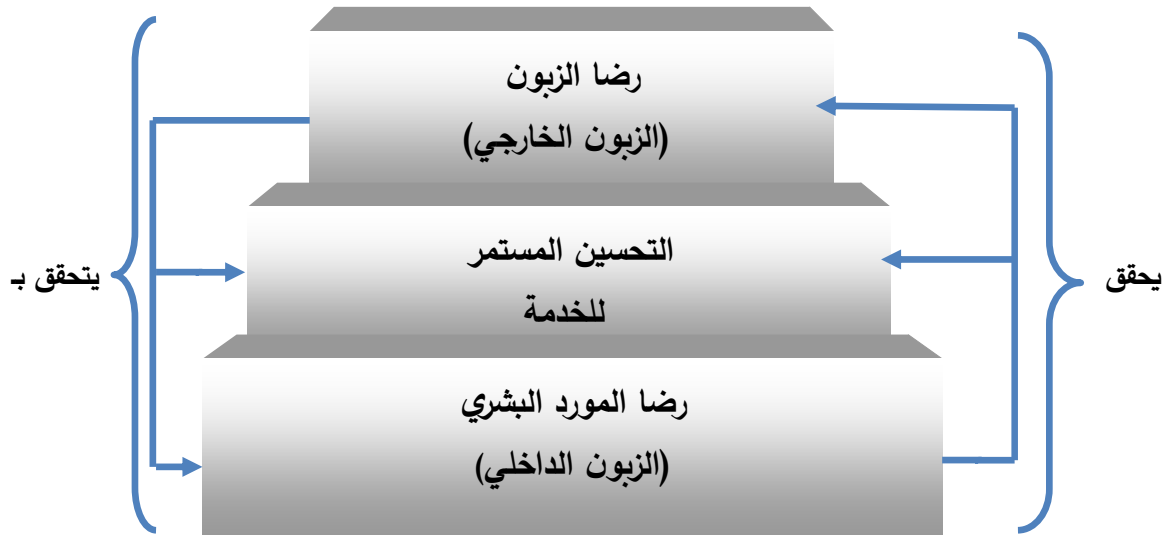 رضا الزبون
(الزبون الخارجي)
يحقق
التحسين المستمر
للخدمة
يتحقق بـ
رضا المورد البشري
(الزبون الداخلي)